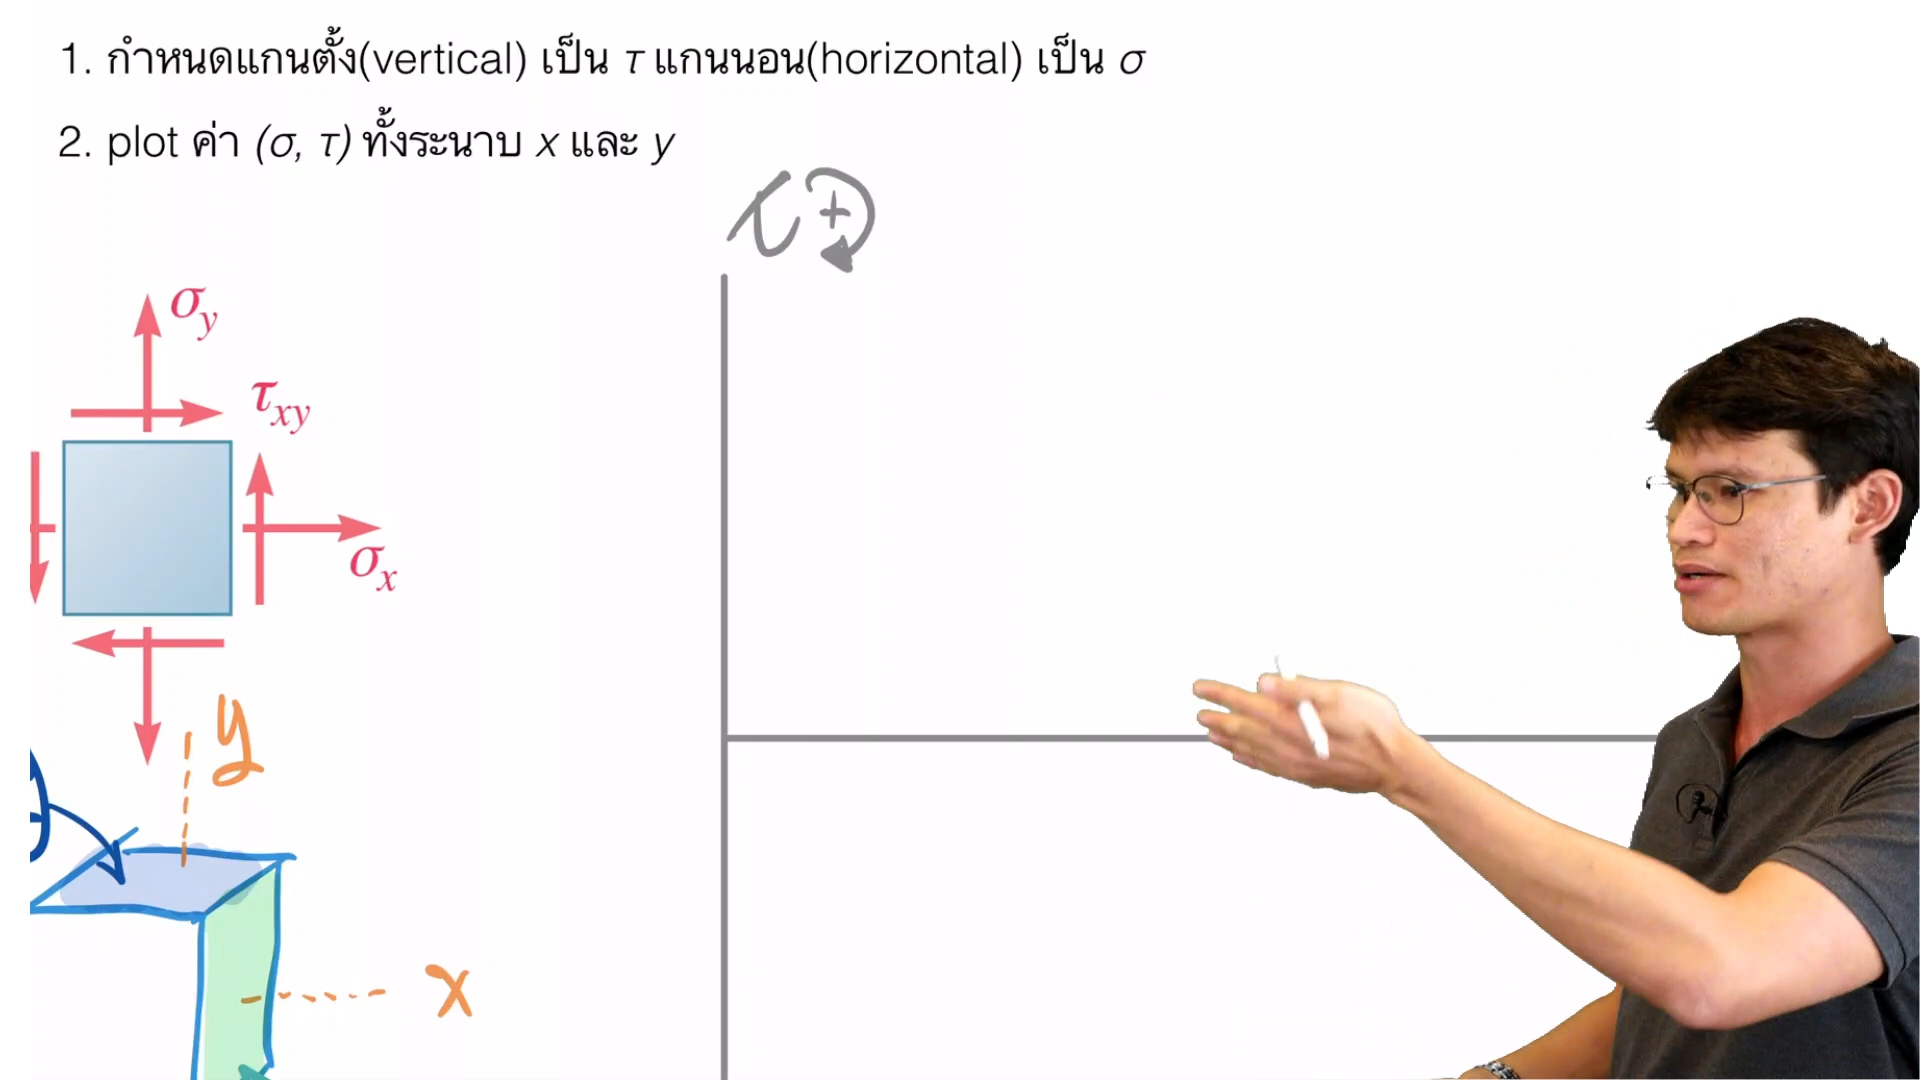 1. กำหนดแกนตั้ง(vertical) เป็น τ แกนนอน(horizontal) เป็น σ
2. plot ค่า (σ, τ) ทั้งระนาบ x และ y
τ +
σy
τxy
σx
y
x